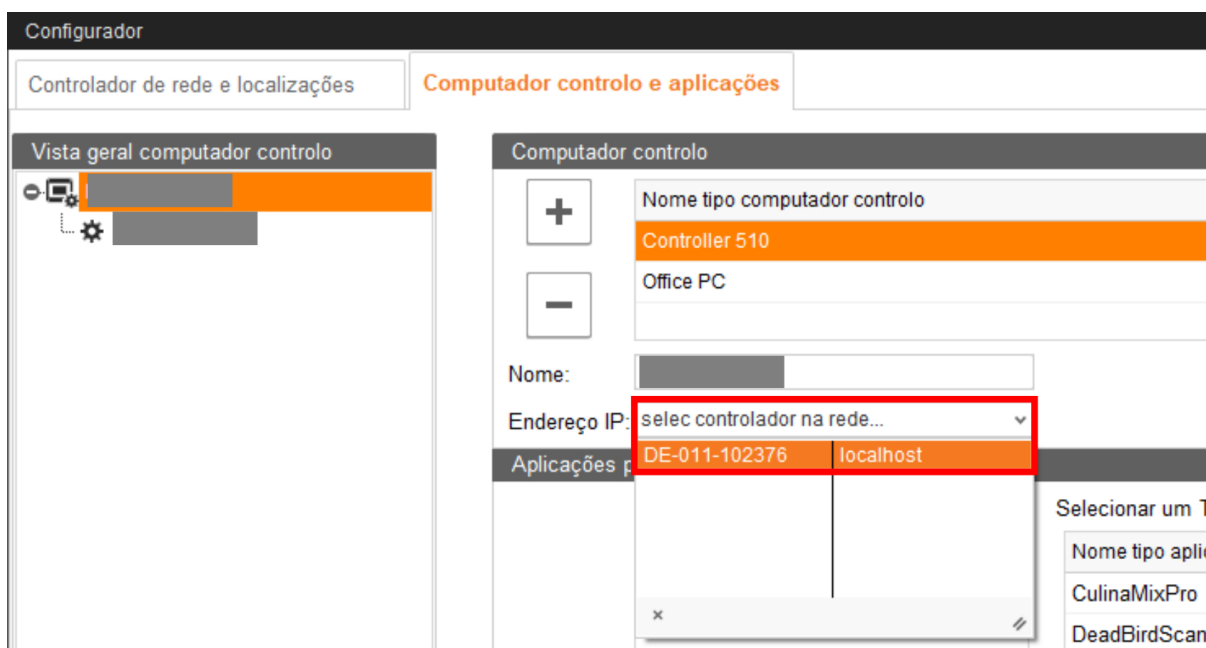 Configurador
Controlador de rede e localizações
Computador controlo e aplicações
Vista geral computador controlo
Computador controlo
Nome tipo computador controlo
Controller 510
Office PC
Nome:
Endereço IP:
selec controlador na rede...
DE-011-102376 localhost
Aplicações
Selecionar um
Nome tipo
CulinaMixPro
DeadBirdScan